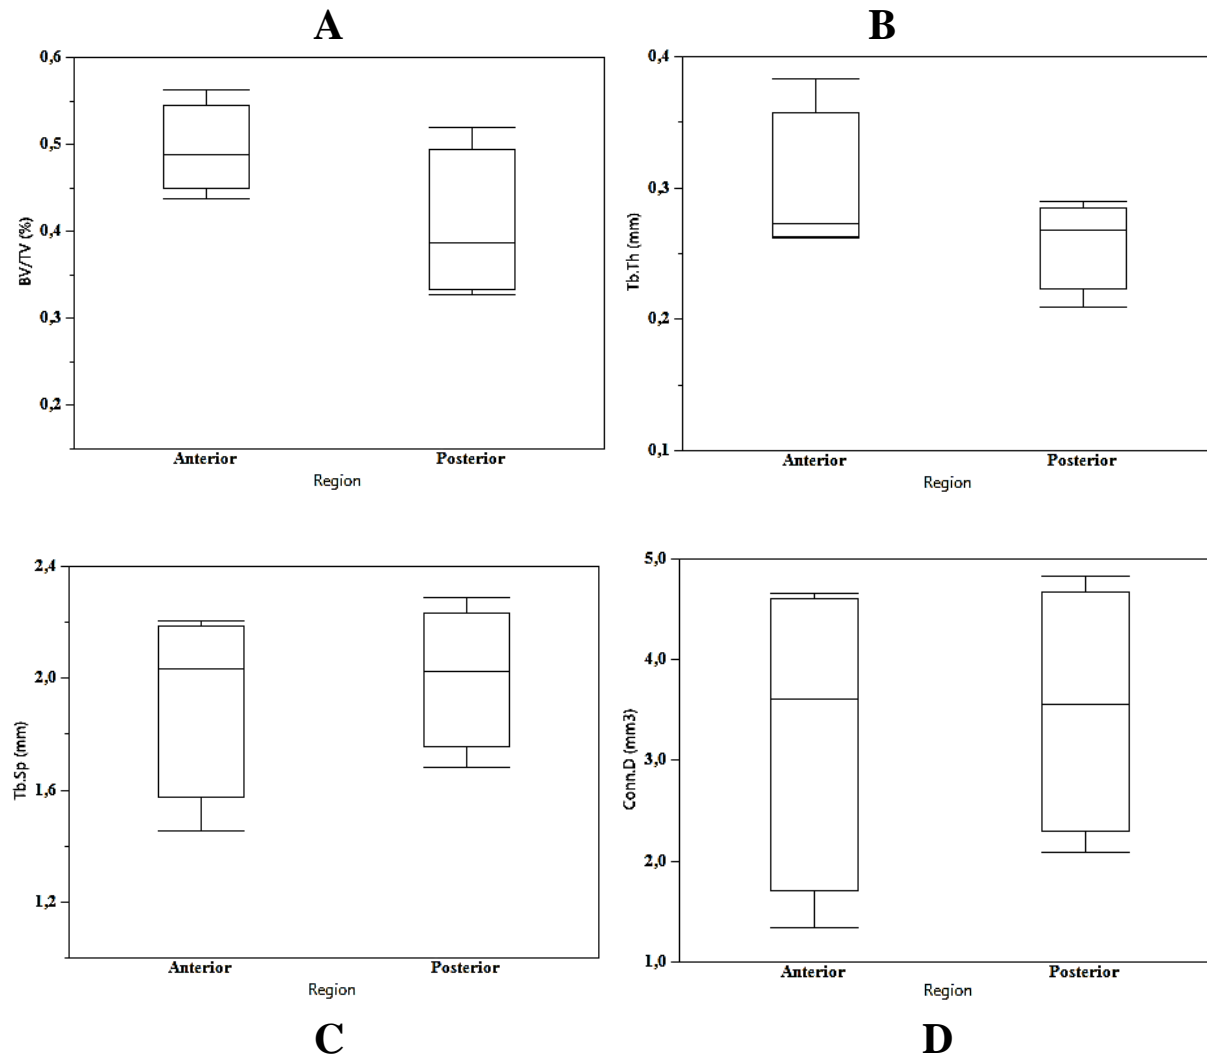 A
0,6
0,5
0,4
0,3
0,2
BV/TV (%)
Anterior Posterior
Region
B
0,4
0,3
0,2
0,1
Tb.Th (mm)
Anterior Posterior
Region
2,4
2,0
1,6
1,2
Tb.Sp (mm)
Anterior Posterior
Region
C
5,0
4,0
3,0
2,0
1,0
Conn.D (mm3)
Anterior Posterior
Region
D